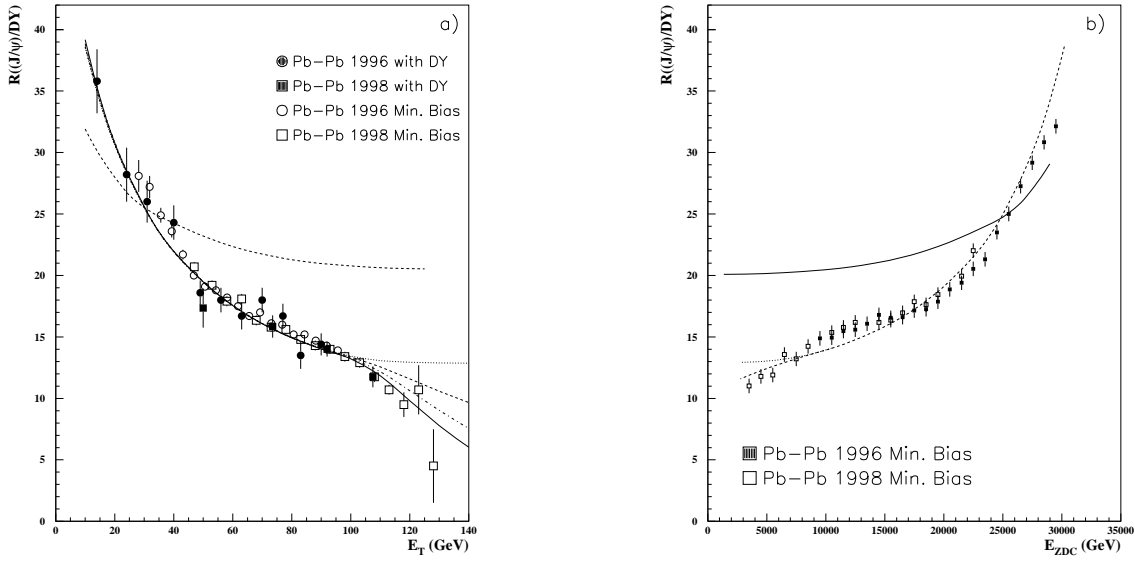 R((J/ψ)/DY)
a)
Pb-Pb 1996 with DY
Pb-Pb 1998 with DY
Pb-Pb 1996 Min. Bias
Pb-Pb 1998 Min. Bias
40
35
30
25
20
15
10
5
0
0 20 40 60 80 100 120 140
E_T (GeV)
R((J/ψ)/DY)
b)
40
35
30
25
20
15
10
5
0
Pb-Pb 1996 Min. Bias
Pb-Pb 1998 Min. Bias
0 5000 10000 15000 20000 25000 30000 35000
E_ZDC (GeV)